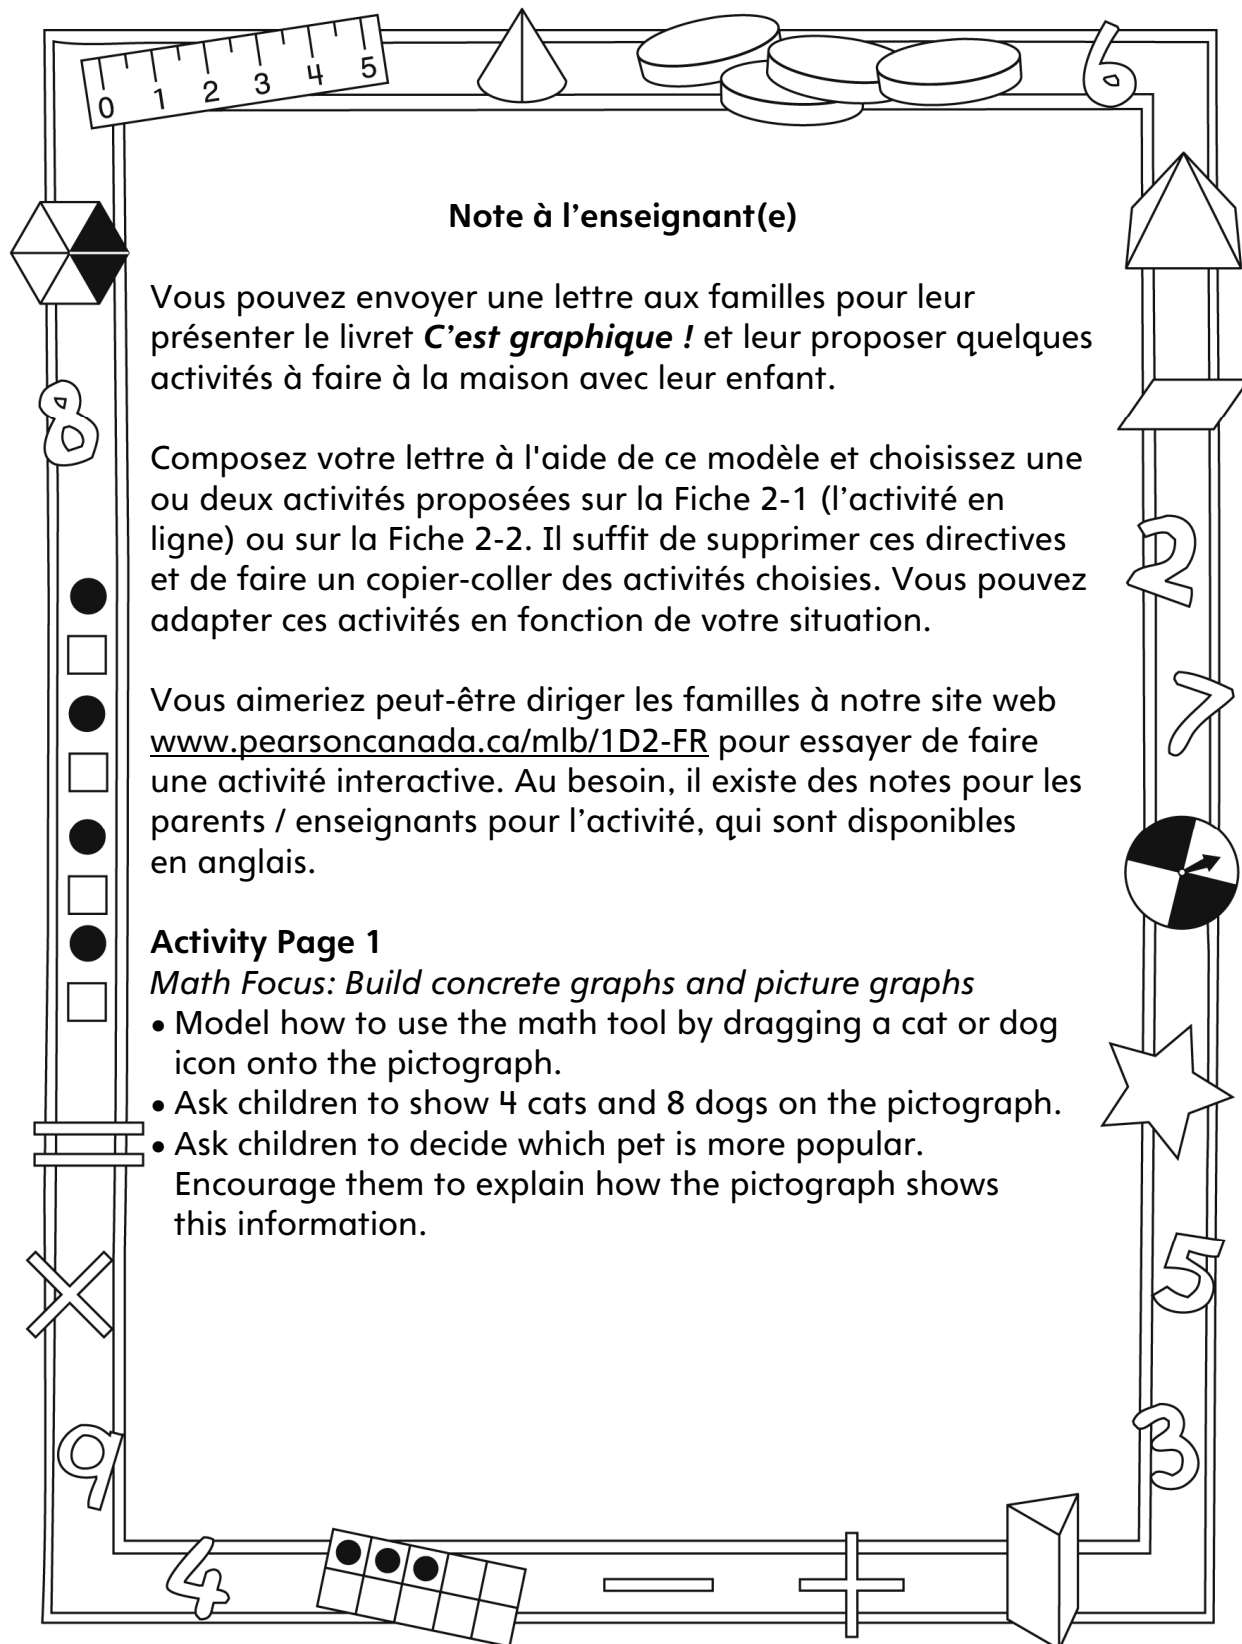 0 1 2 3 4 5
6
Note à l’enseignant(e)
Vous pouvez envoyer une lettre aux familles pour leur
présenter le livret C’est graphique ! et leur proposer quelques
activités à faire à la maison avec leur enfant.
8
Composez votre lettre à l'aide de ce modèle et choisissez une
ou deux activités proposées sur la Fiche 2-1 (l’activité en
ligne) ou sur la Fiche 2-2. Il suffit de supprimer ces directives
et de faire un copier-coller des activités choisies. Vous pouvez
adapter ces activités en fonction de votre situation.
2
Vous aimeriez peut-être diriger les familles à notre site web
www.pearsoncanada.ca/mlb/1D2-FR pour essayer de faire
une activité interactive. Au besoin, il existe des notes pour les
parents / enseignants pour l’activité, qui sont disponibles
en anglais.
7
Activity Page 1
Math Focus: Build concrete graphs and picture graphs
• Model how to use the math tool by dragging a cat or dog
icon onto the pictograph.
• Ask children to show 4 cats and 8 dogs on the pictograph.
• Ask children to decide which pet is more popular.
Encourage them to explain how the pictograph shows
this information.
=
×
5
9
3
4
−
+